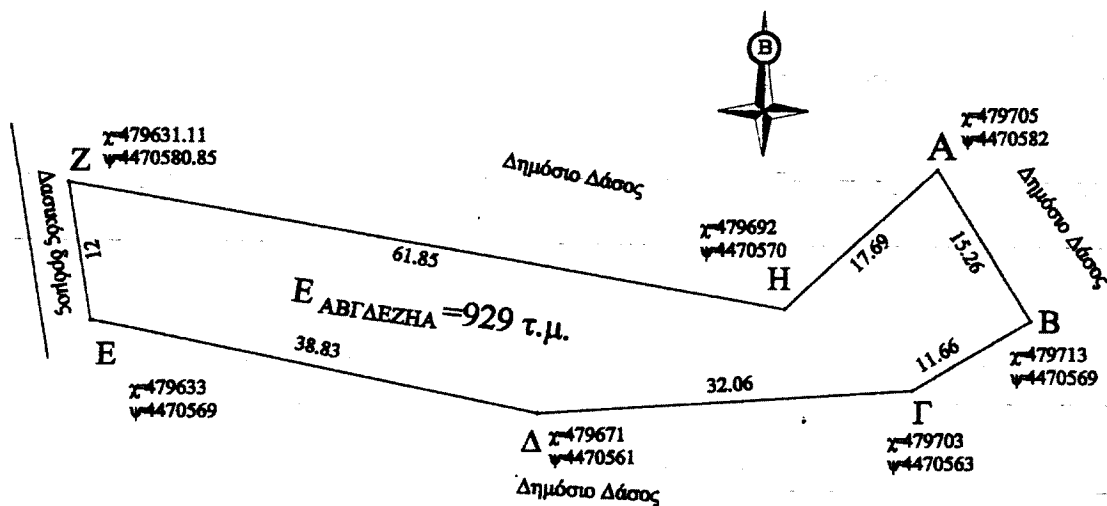 Β
χ=479631.11
ψ=4470580.85
Ζ
Δασικός δρόμος
Δημόσιο Δάσος
χ=479705
ψ=4470582
Α
Δημόσιο Δάσος
χ=479692
ψ=4470570
Η
17.69
15.26
12
61.85
Ε ΑΒΓΔΕΖΗΑ =929 τ.μ.
Β
χ=479713
ψ=4470569
Ε
χ=479633
ψ=4470569
38.83
32.06
11.66
Γ
χ=479703
ψ=4470563
Δ
χ=479671
ψ=4470561
Δημόσιο Δάσος